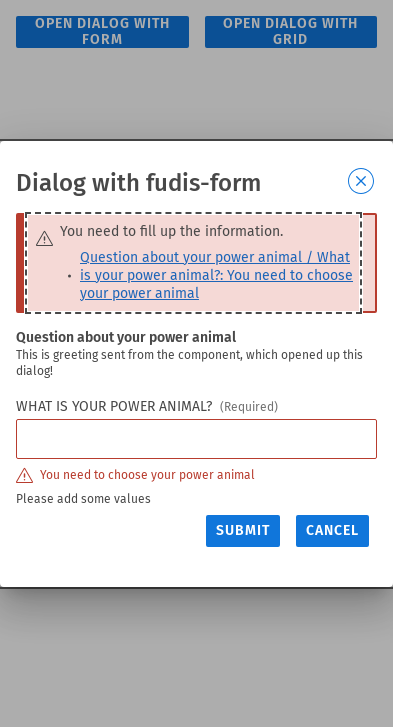 OPEN DIALOG WITH
FORM
OPEN DIALOG WITH
GRID
Dialog with fudis-form
You need to fill up the information.
Question about your power animal / What
is your power animal?: You need to choose
your power animal
Question about your power animal
This is greeting sent from the component, which opened up this
dialog!
WHAT IS YOUR POWER ANIMAL? (Required)
You need to choose your power animal
Please add some values
SUBMIT CANCEL